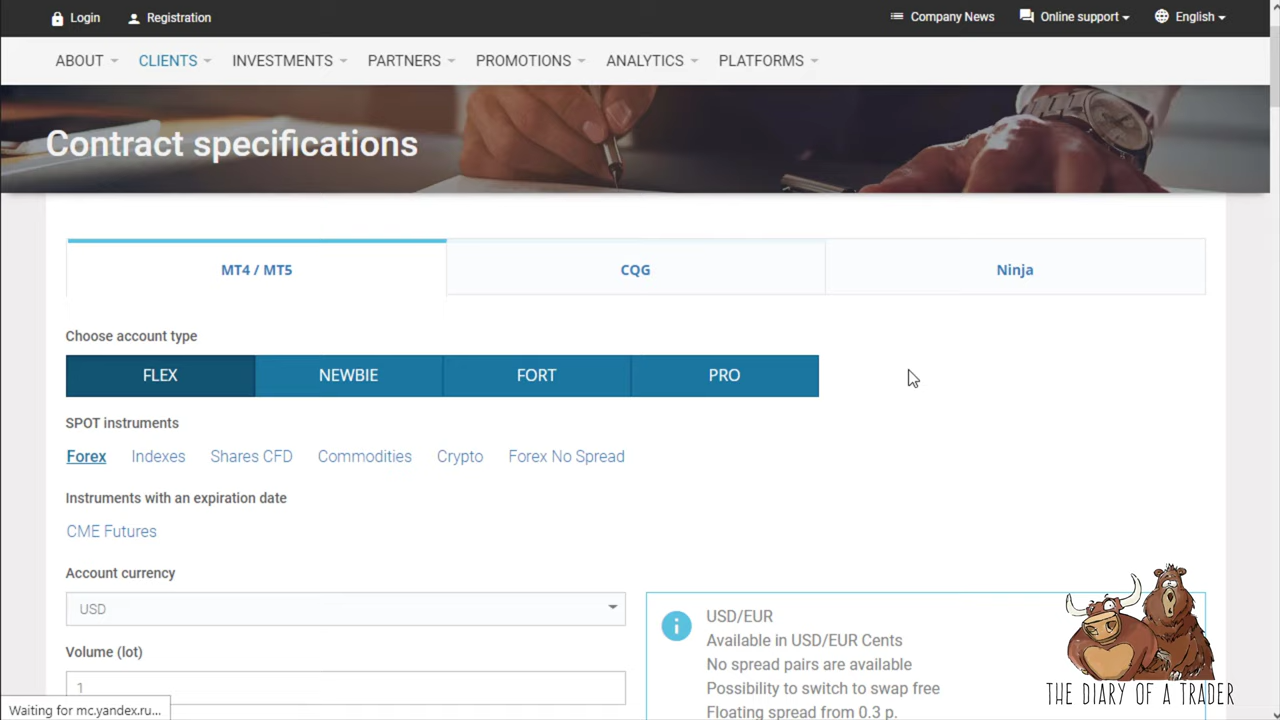 Login Registration Company News Online support English
ABOUT CLIENTS INVESTMENTS PARTNERS PROMOTIONS ANALYTICS PLATFORMS
Contract specifications
MT4 / MT5 CQG Ninja
Choose account type
FLEX NEWBIE FORT PRO
SPOT instruments
Forex Indexes Shares CFD Commodities Crypto Forex No Spread
Instruments with an expiration date
CME Futures
Account currency
USD
Volume (lot)
1
USD/EUR
Available in USD/EUR Cents
No spread pairs are available
Possibility to switch to swap free
Floating spread from 0.3 p.
THE DIARY OF A TRADER
Waiting for mc.yandex.ru...